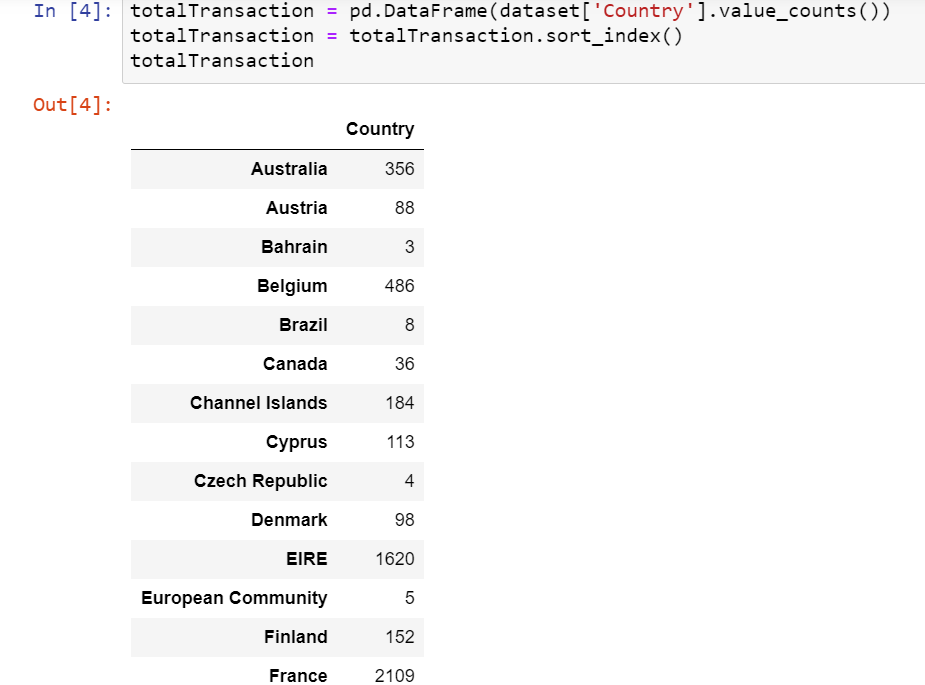 In [4]: totalTransaction = pd.DataFrame(dataset['Country'].value_counts())
totalTransaction = totalTransaction.sort_index()
totalTransaction
Out[4]:
Country
Australia 356
Austria 88
Bahrain 3
Belgium 486
Brazil 8
Canada 36
Channel Islands 184
Cyprus 113
Czech Republic 4
Denmark 98
EIRE 1620
European Community 5
Finland 152
France 2109